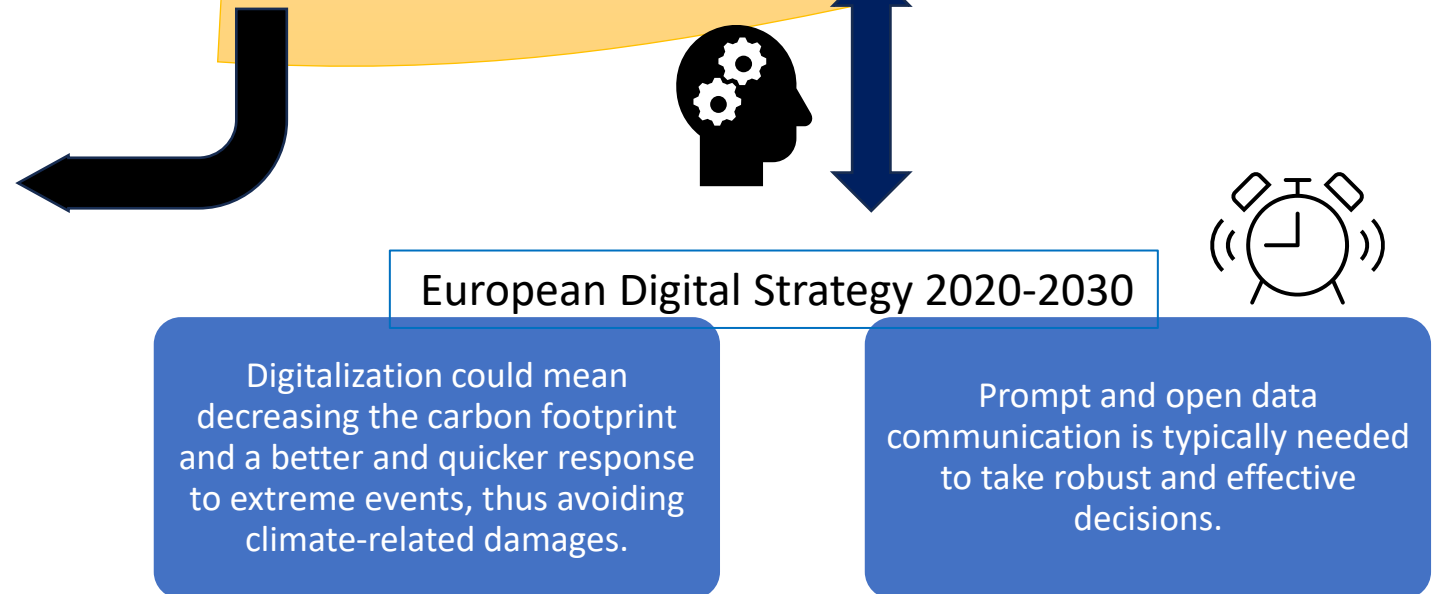 European Digital Strategy 2020-2030
Digitalization could mean
decreasing the carbon footprint
and a better and quicker response
to extreme events, thus avoiding
climate-related damages.
Prompt and open data
communication is typically needed
to take robust and effective
decisions.